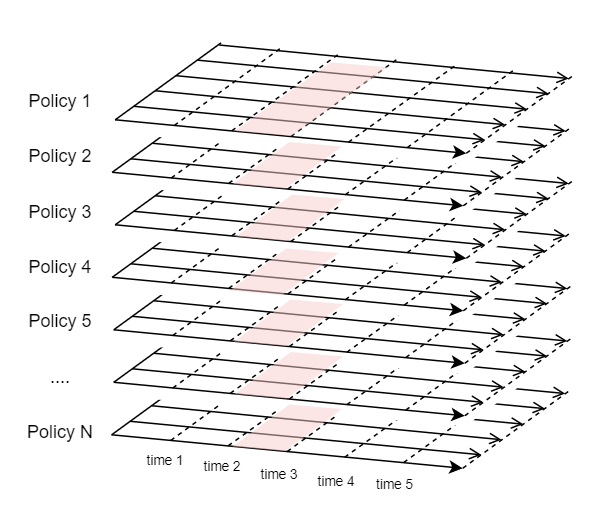 Policy 1
Policy 2
Policy 3
Policy 4
Policy 5
....
Policy N
time 1
time 2
time 3
time 4
time 5